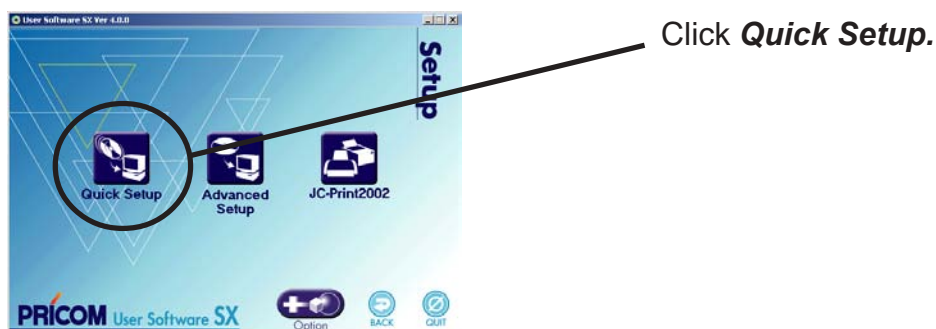 User Software SX Ver 4.0.0
Setup
Click Quick Setup.
Quick Setup
Advanced
Setup
JC-Print2002
PRICOM User Software SX
Option
BACK
QUIT